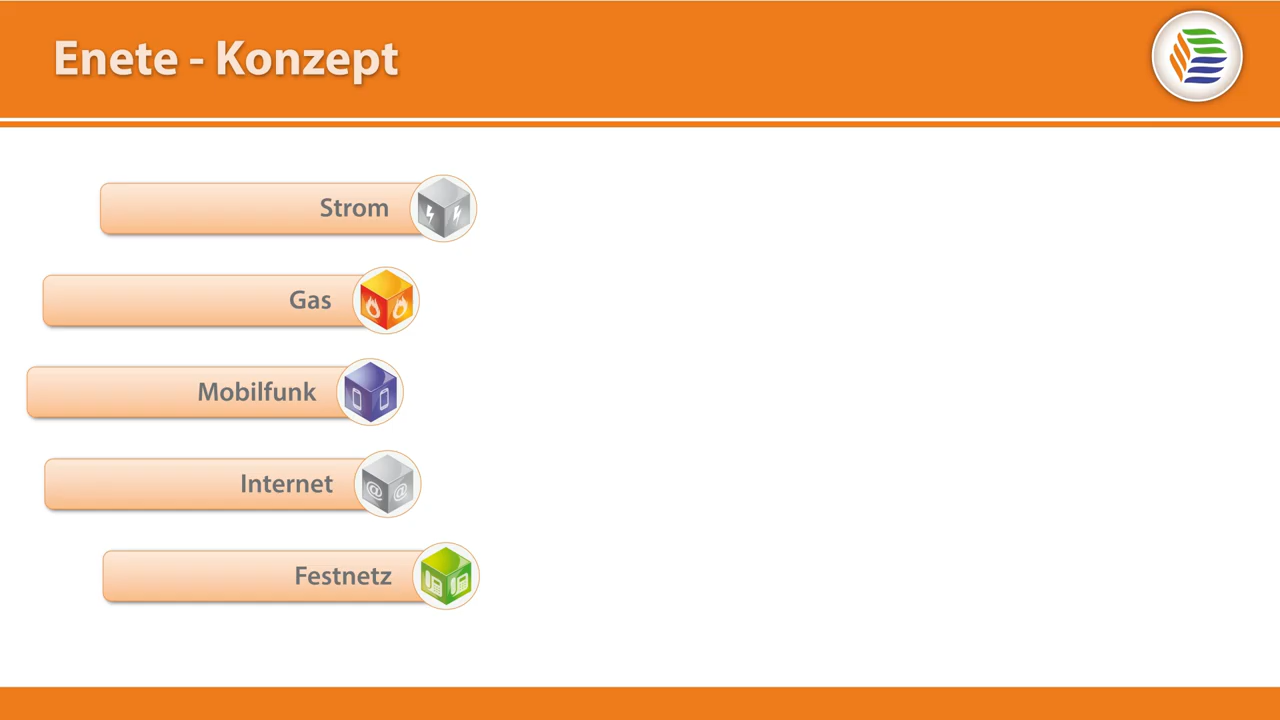 Enete - Konzept
Strom
Gas
Mobilfunk
Internet
Festnetz